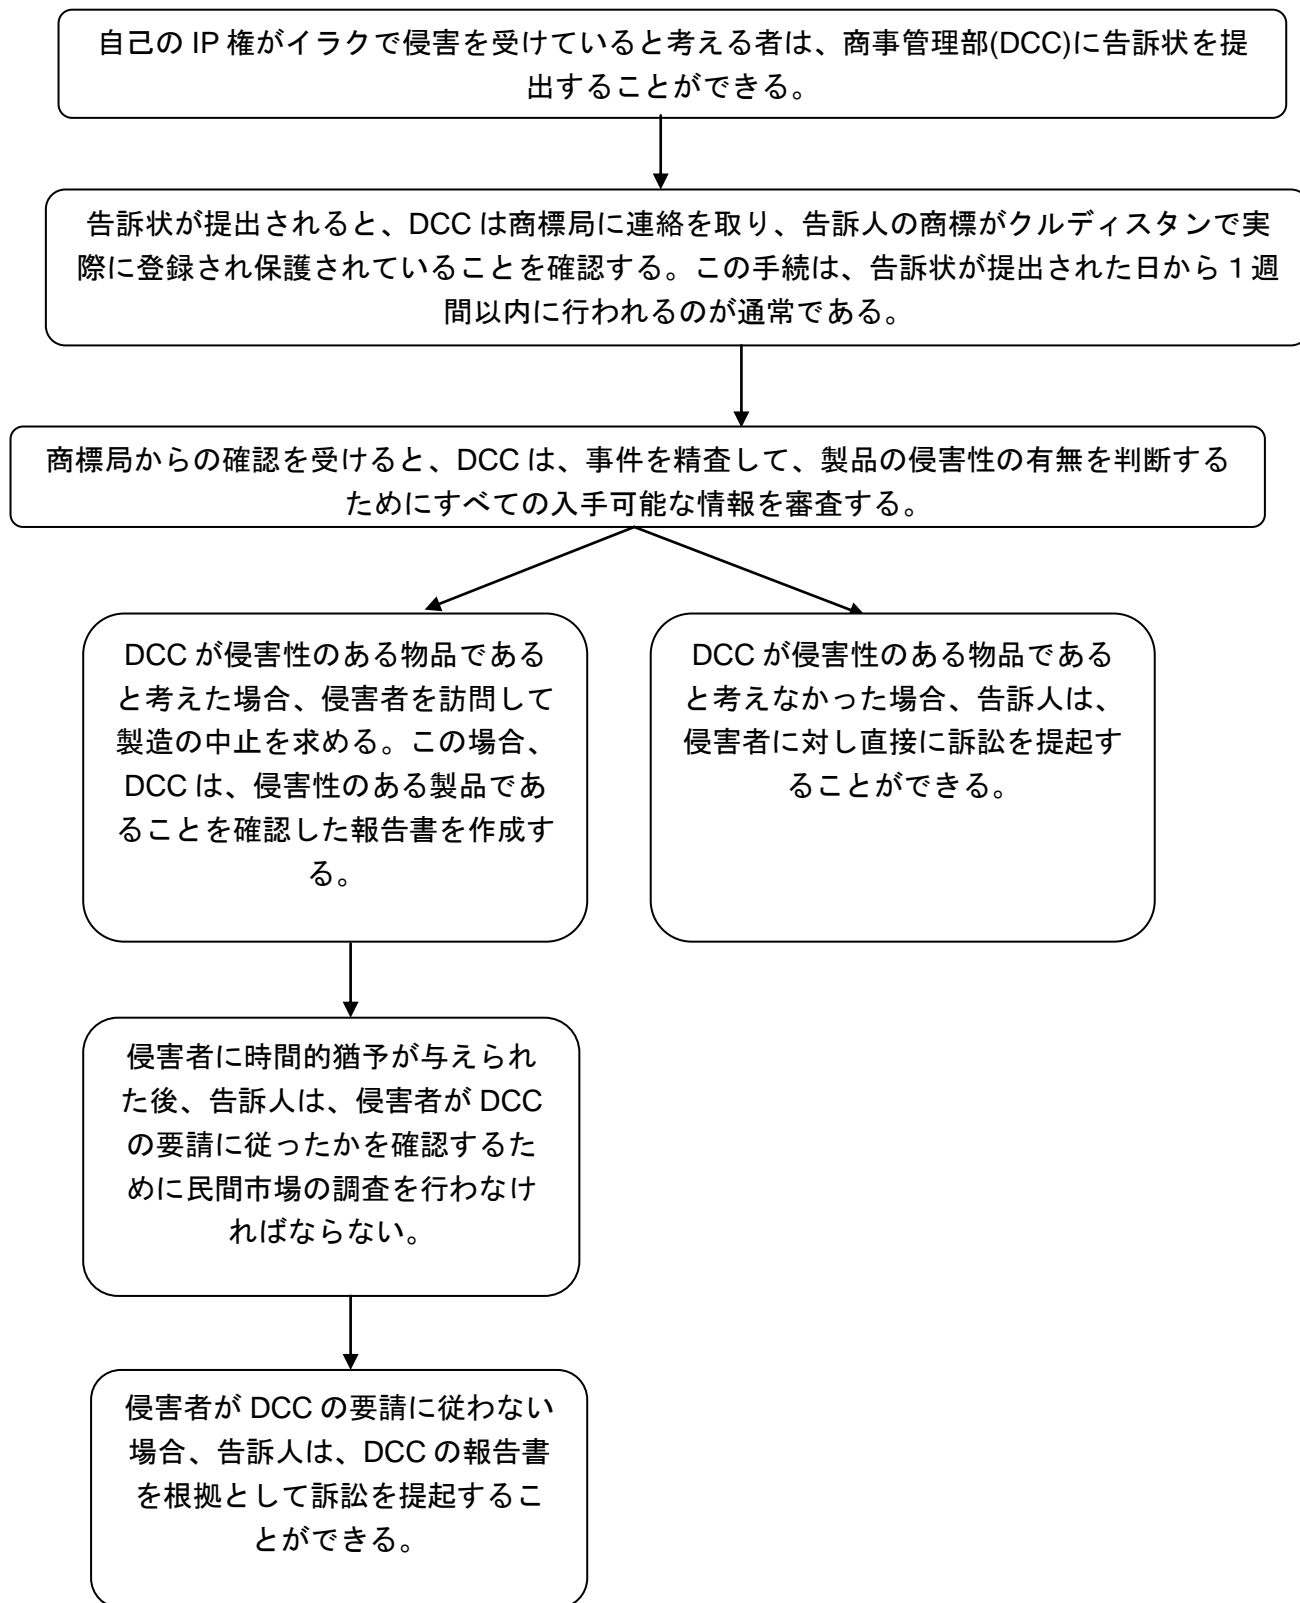 自己の IP 権がイラクで侵害を受けていると考える者は、商事管理部(DCC)に告訴状を提
出することができる。
告訴状が提出されると、DCC は商標局に連絡を取り、告訴人の商標がクルディスタンで実
際に登録され保護されていることを確認する。この手続は、告訴状が提出された日から 1 週
間以内に行われるのが通常である。
商標局からの確認を受けると、DCC は、事件を精査して、製品の侵害性の有無を判断する
ためにすべての入手可能な情報を審査する。
DCC が侵害性のある物品である
と考えた場合、侵害者を訪問して
製造の中止を求める。この場合、
DCC は、侵害性のある製品であ
ることを確認した報告書を作成す
る。
DCC が侵害性のある物品である
と考えなかった場合、告訴人は、
侵害者に対し直接に訴訟を提起す
ることができる。
侵害者に時間的猶予が与えられ
た後、告訴人は、侵害者が DCC
の要請に従ったかを確認するた
めに民間市場の調査を行わなけ
ればならない。
侵害者が DCC の要請に従わない
場合、告訴人は、DCC の報告書
を根拠として訴訟を提起するこ
とができる。